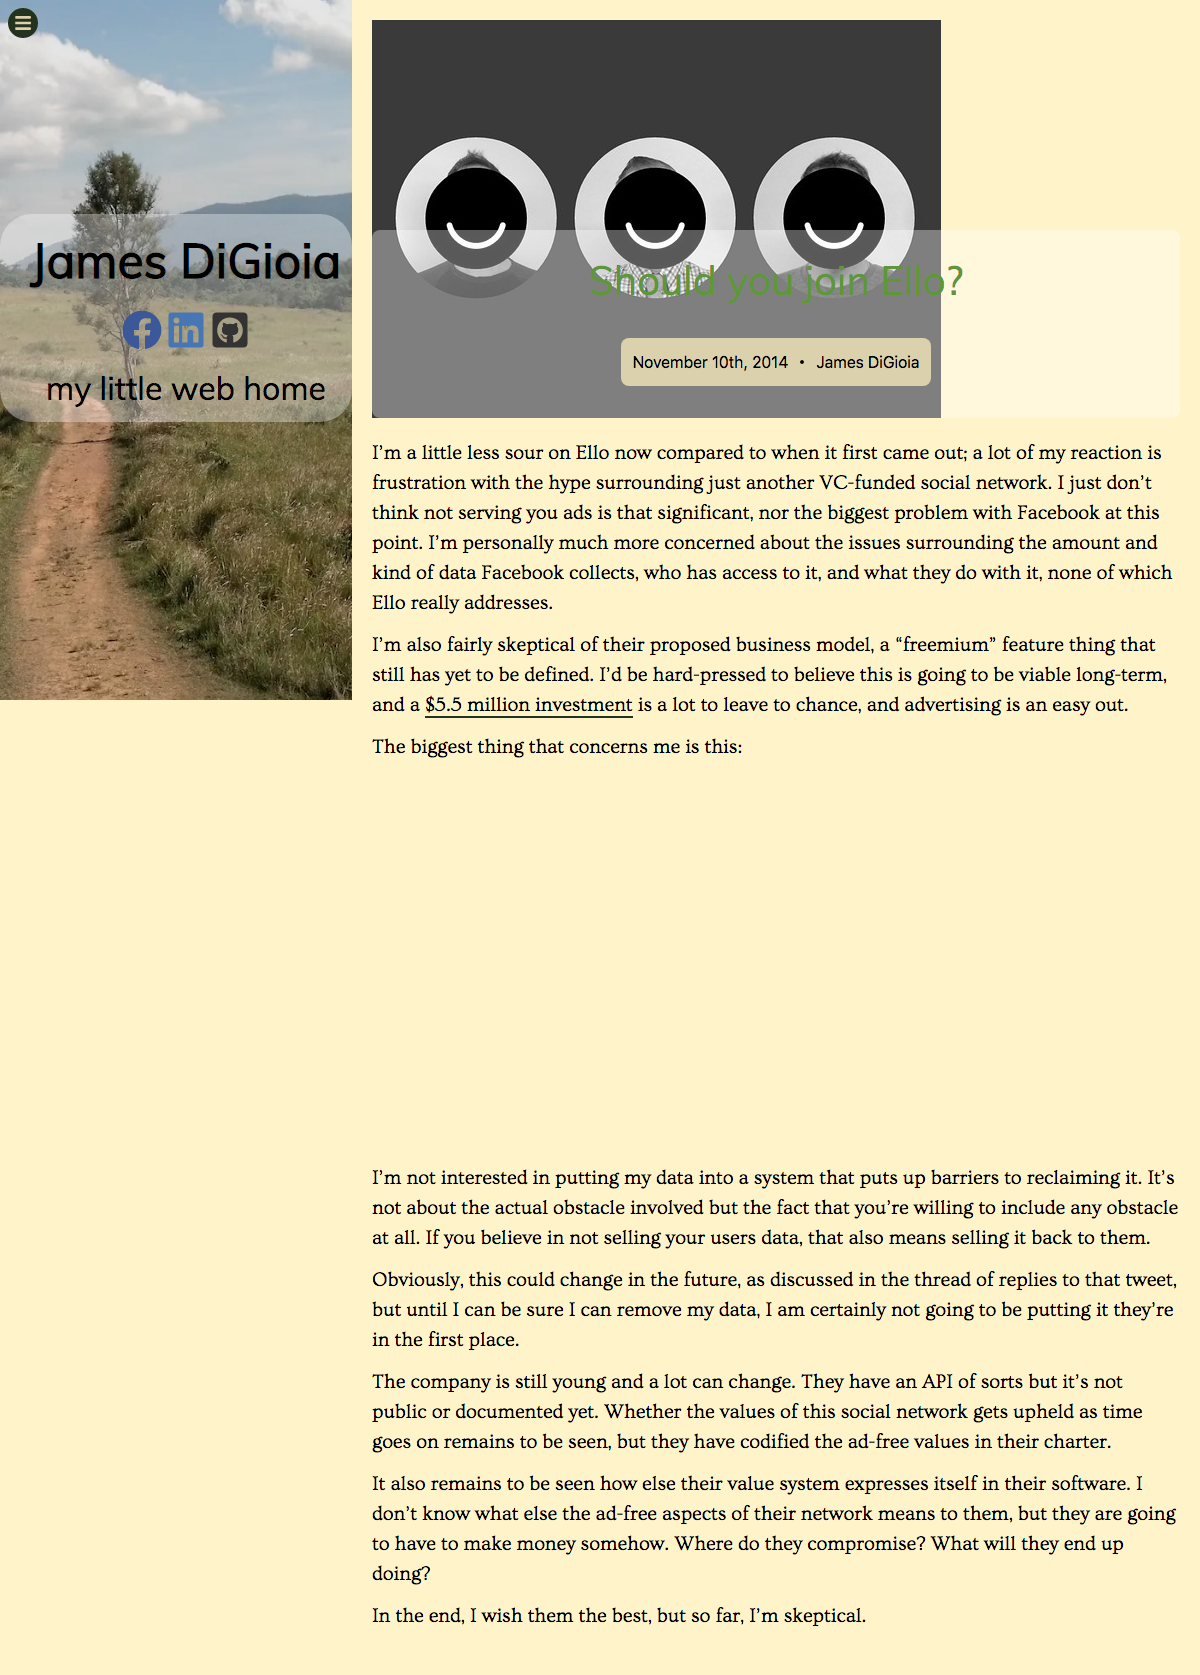 James DiGioia
my little web home
Should you join Ello?
November 10th, 2014 • James DiGioia
I’m a little less sour on Ello now compared to when it first came out; a lot of my reaction is
frustration with the hype surrounding just another VC-funded social network. I just don’t
think not serving you ads is that significant, nor the biggest problem with Facebook at this
point. I’m personally much more concerned about the issues surrounding the amount and
kind of data Facebook collects, who has access to it, and what they do with it, none of which
Ello really addresses.
I’m also fairly skeptical of their proposed business model, a “freemium” feature thing that
still has yet to be defined. I’d be hard-pressed to believe this is going to be viable long-term,
and a $5.5 million investment is a lot to leave to chance, and advertising is an easy out.
The biggest thing that concerns me is this:
I’m not interested in putting my data into a system that puts up barriers to reclaiming it. It’s
not about the actual obstacle involved but the fact that you’re willing to include any obstacle
at all. If you believe in not selling your users data, that also means selling it back to them.
Obviously, this could change in the future, as discussed in the thread of replies to that tweet,
but until I can be sure I can remove my data, I am certainly not going to be putting it they’re
in the first place.
The company is still young and a lot can change. They have an API of sorts but it’s not
public or documented yet. Whether the values of this social network gets upheld as time
goes on remains to be seen, but they have codified the ad-free values in their charter.
It also remains to be seen how else their value system expresses itself in their software. I
don’t know what else the ad-free aspects of their network means to them, but they are going
to have to make money somehow. Where do they compromise? What will they end up
doing?
In the end, I wish them the best, but so far, I’m skeptical.